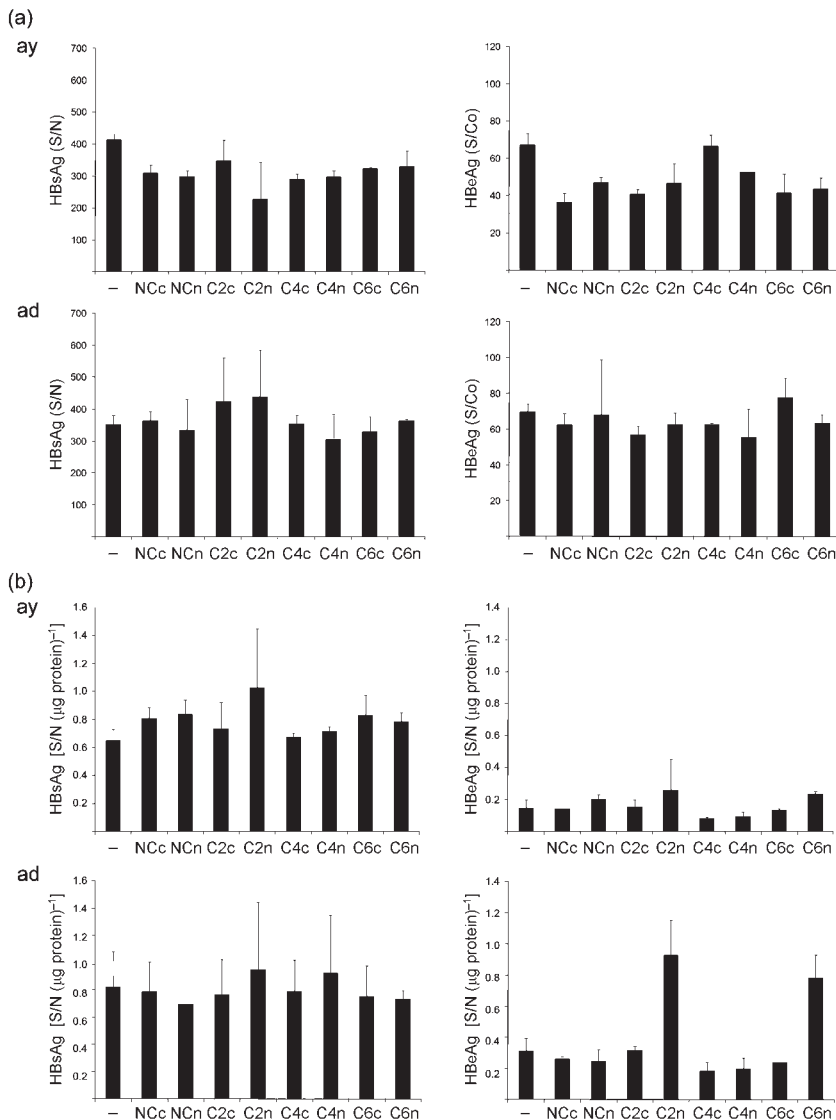 (a)
ay
HBsAg (S/N)
700
600
500
400
300
200
100
– NCc NCn C2c C2n C4c C4n C6c C6n
HBeAg (S/Co)
120
100
80
60
40
20
– NCc NCn C2c C2n C4c C4n C6c C6n
ad
HBsAg (S/N)
700
600
500
400
300
200
100
– NCc NCn C2c C2n C4c C4n C6c C6n
HBeAg (S/Co)
120
100
80
60
40
20
– NCc NCn C2c C2n C4c C4n C6c C6n
(b)
ay
HBsAg [S/N (μg protein)⁻¹]
1.6
1.4
1.2
1.0
0.8
0.6
0.4
0.2
– NCc NCn C2c C2n C4c C4n C6c C6n
HBeAg [S/N (μg protein)⁻¹]
1.4
1.2
1.0
0.8
0.6
0.4
0.2
– NCc NCn C2c C2n C4c C4n C6c C6n
ad
HBsAg [S/N (μg protein)⁻¹]
1.4
1.2
1.0
0.8
0.6
0.4
0.2
– NCc NCn C2c C2n C4c C4n C6c C6n
HBeAg [S/N (μg protein)⁻¹]
1.4
1.2
1.0
0.8
0.6
0.4
0.2
– NCc NCn C2c C2n C4c C4n C6c C6n